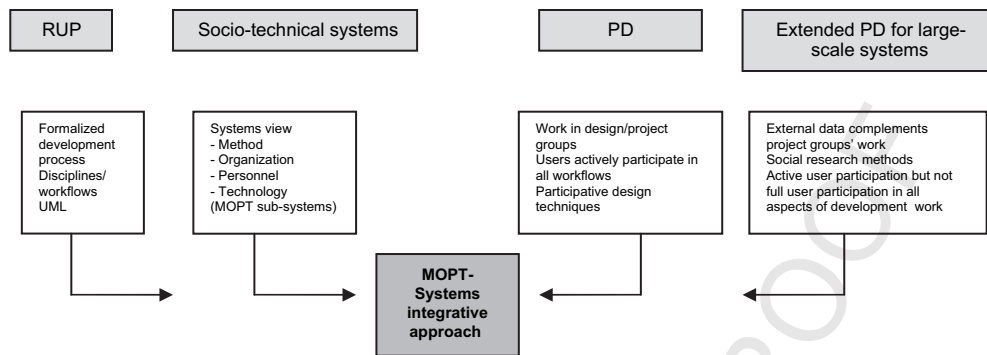 RUP
Socio-technical systems
PD
Extended PD for large-
scale systems
Formalized
development
process
Disciplines/
workflows
UML
Systems view
- Method
- Organization
- Personnel
- Technology
(MOPT sub-systems)
Work in design/project
groups
Users actively participate in
all workflows
Participative design
techniques
External data complements
project groups' work
Social research methods
Active user participation but not
full user participation in all
aspects of development work
MOPT-
Systems
integrative
approach
PROOF